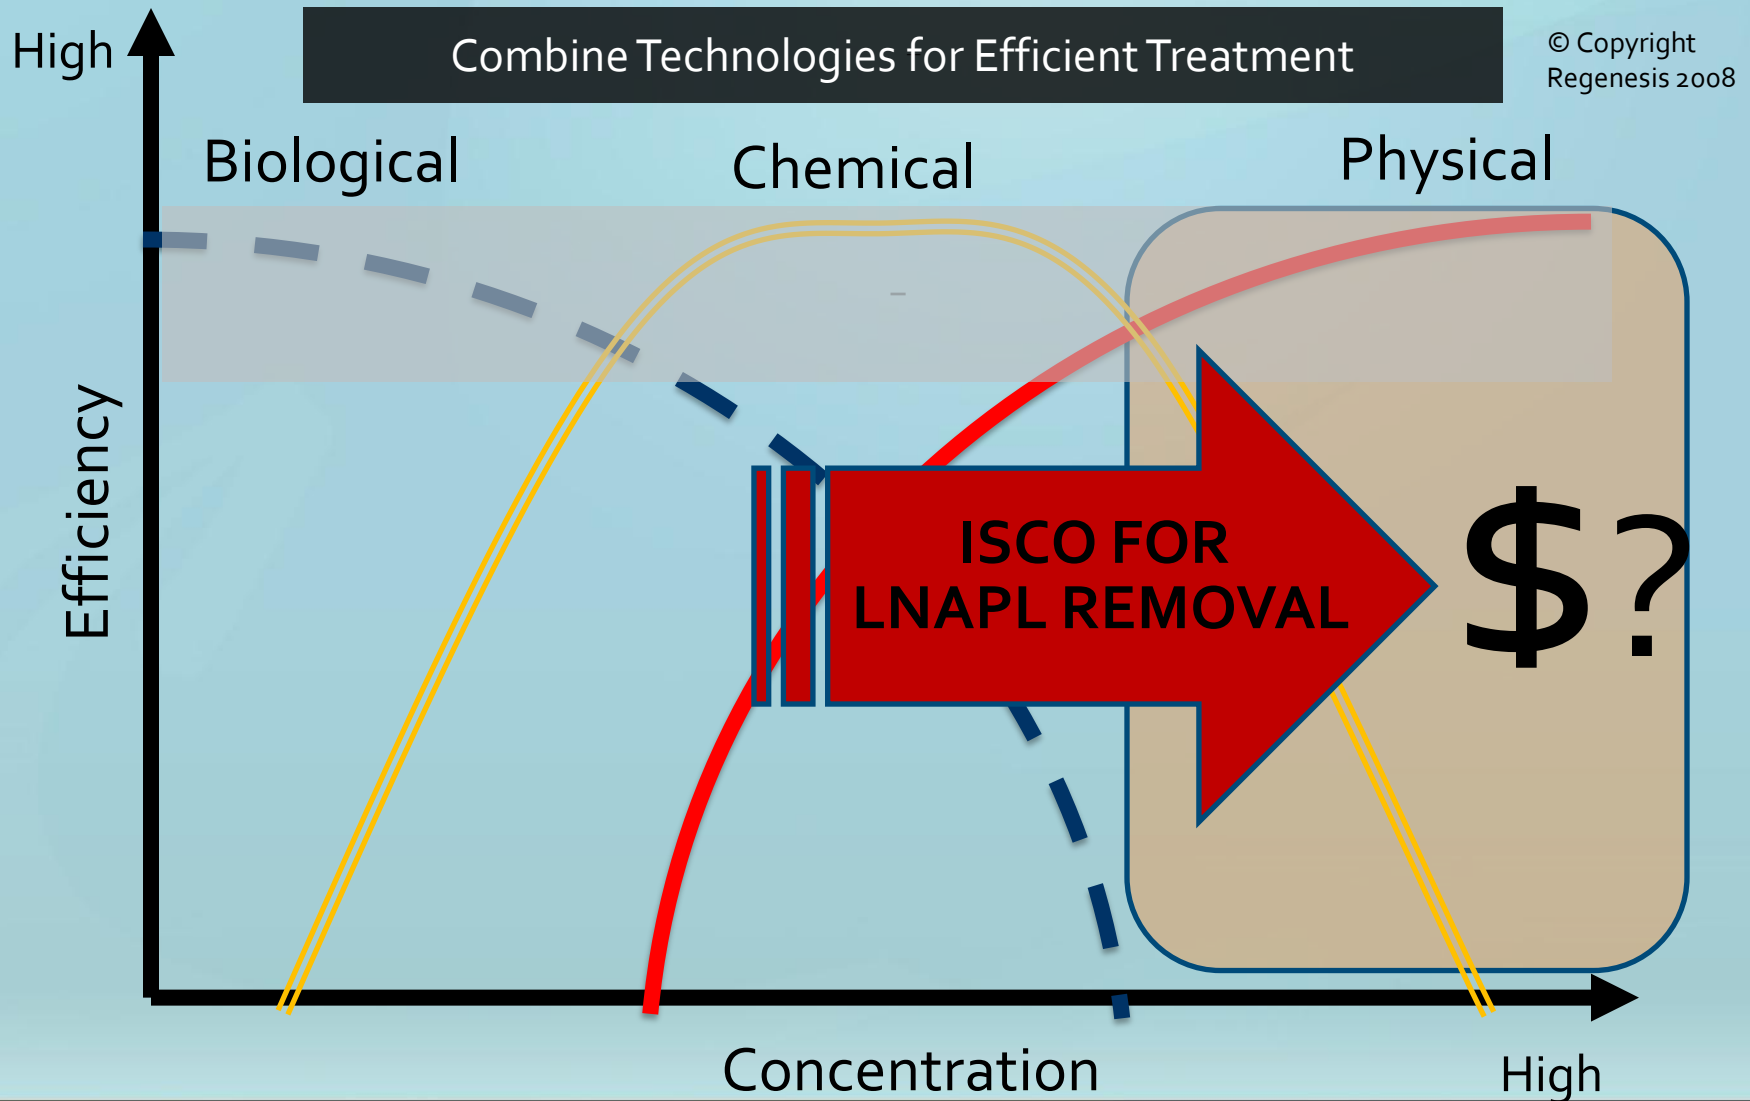 High
Combine Technologies for Efficient Treatment
© Copyright
Regenesis 2008
Biological
Chemical
Physical
–
Efficiency
ISCO FOR
LNAPL REMOVAL
$?
Concentration
High